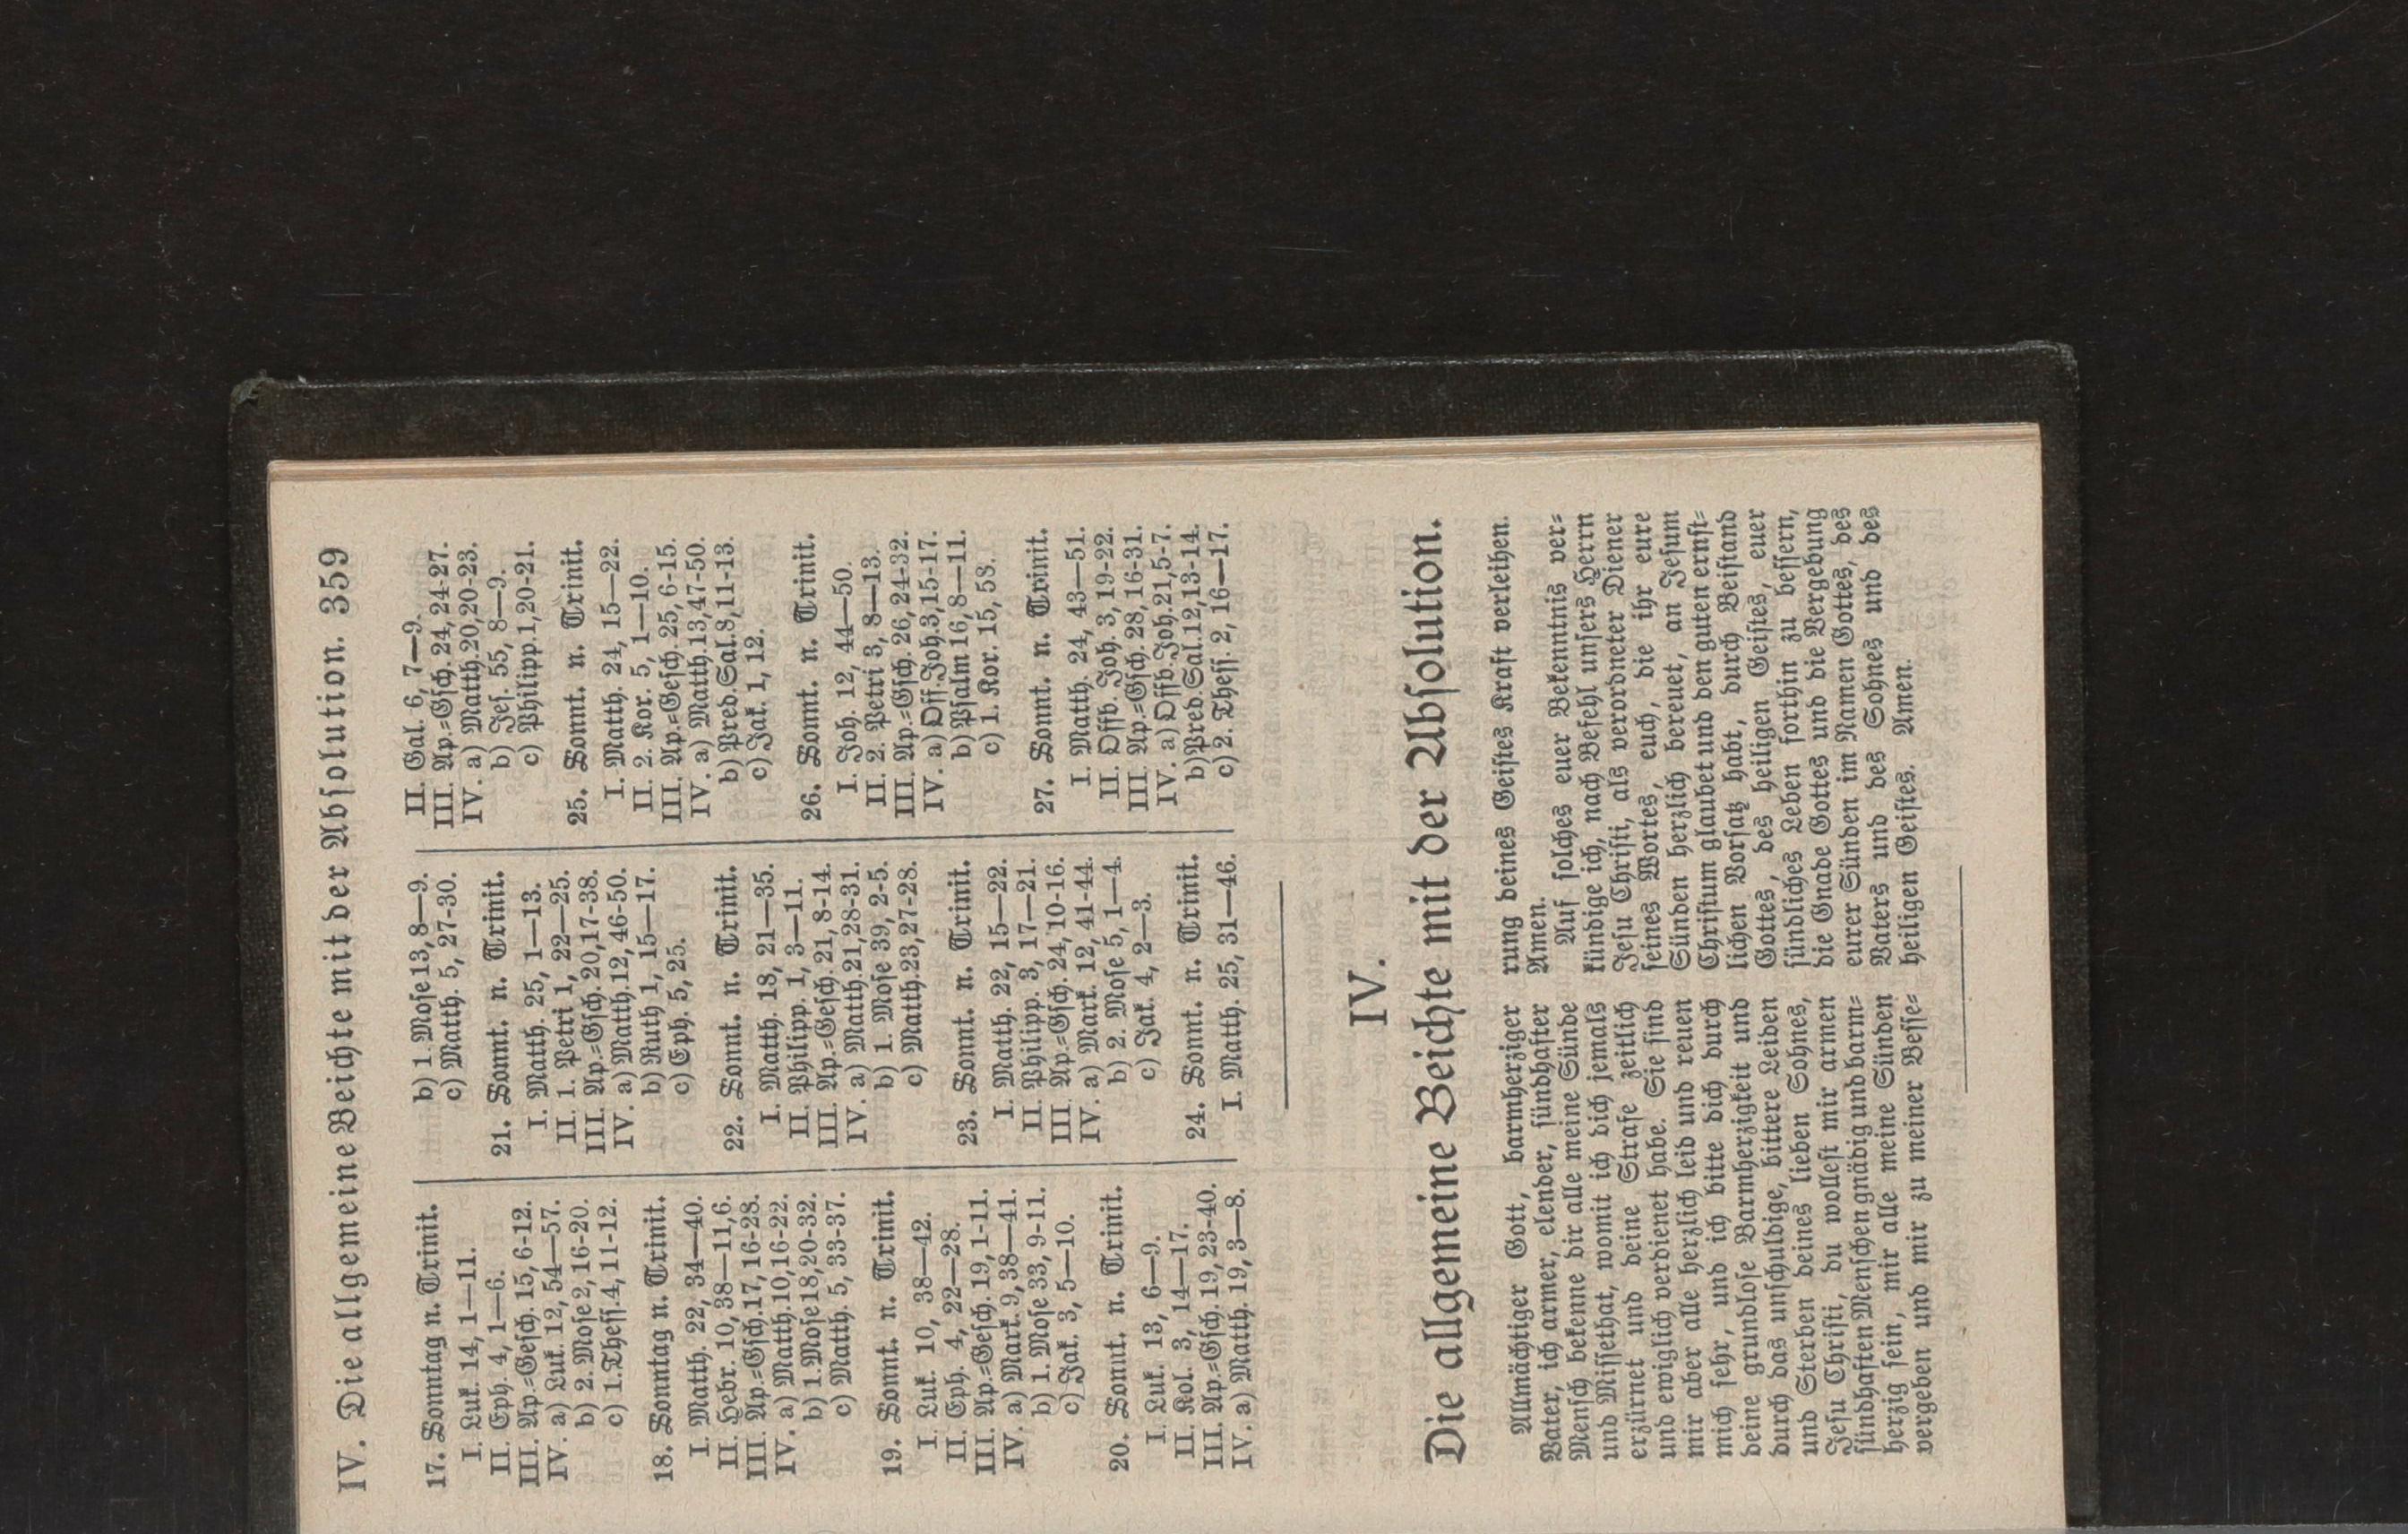 IV. Die allgemeine Beichte mit der Absolution. 359
17. Sonntag n. Trinit.
I. Luk. 14, 1—11.
II. Eph. 4, 1—6.
III. Ap.=Gesch. 15, 6-12.
IV. a) Luk. 12, 54—57.
b) 2. Mose 2, 16-20.
c) 1. Thess. 4, 11-12.
18. Sonntag n. Trinit.
I. Matth. 22, 34—40.
II. Hebr. 10, 38—11, 6.
III. Ap.=Gsch. 17, 16-28.
IV. a) Matth. 10, 16-22.
b) 1. Mose 18, 20-32.
c) Matth. 5, 33-37.
19. Sonnt. n. Trinit.
I. Luk. 10, 38—42.
II. Eph. 4, 22—28.
III. Ap.=Gesch. 19, 1-11.
IV. a) Mark. 9, 38—41.
b) 1. Mose 33, 9-11.
c) Jak. 3, 5—10.
20. Sonnt. n. Trinit.
I. Luk. 13, 6—9.
II. Kol. 3, 14—17.
III. Ap.=Gsch. 19, 23-40.
IV. a) Matth. 19, 3—8.
b) 1. Mose 13, 8—9.
c) Matth. 5, 27-30.
21. Sonnt. n. Trinit.
I. Matth. 25, 1—13.
II. 1. Petri 1, 22—25.
III. Ap.=Gsch. 20, 17-38.
IV. a) Matth. 12, 46-50.
b) Ruth 1, 15—17.
c) Eph. 5, 25.
22. Sonnt. n. Trinit.
I. Matth. 18, 21—35.
II. Philipp. 1, 3—11.
III. Ap.=Gesch. 21, 8-14.
IV. a) Matth. 21, 28-31.
b) 1. Mose 39, 2-5.
c) Matth. 23, 27-28.
23. Sonnt. n. Trinit.
I. Matth. 22, 15—22.
II. Philipp. 3, 17—21.
III. Ap.=Gsch. 24, 10-16.
IV. a) Mark. 12, 41-44.
b) 2. Mose 5, 1—4.
c) Jak. 4, 2—3.
24. Sonnt. n. Trinit.
I. Matth. 25, 31—46.
II. Gal. 6, 7—9.
III. Ap.=Gsch. 24, 24-27.
IV. a) Matth. 20, 20-23.
b) Jes. 55, 8—9.
c) Philipp. 1, 20-21.
25. Sonnt. n. Trinit.
I. Matth. 24, 15—22.
II. 2. Kor. 5, 1—10.
III. Ap.=Gesch. 25, 6-15.
IV. a) Matth. 13, 47-50.
b) Pred. Sal. 8, 11-13.
c) Jak. 1, 12.
26. Sonnt. n. Trinit.
I. Joh. 12, 44—50.
II. 2. Petri 3, 8—13.
III. Ap.=Gsch. 26, 24-32.
IV. a) Off. Joh. 3, 15-17.
b) Psalm 16, 8—11.
c) 1. Kor. 15, 58.
27. Sonnt. n. Trinit.
I. Matth. 24, 43—51.
II. Offb. Joh. 3, 19-22.
III. Ap.=Gsch. 28, 16-31.
IV. a) Offb. Joh. 21, 5-7.
b) Pred. Sal. 12, 13-14.
c) 2. Thess. 2, 16—17.
IV.
Die allgemeine Beichte mit der Absolution.
Allmächtiger Gott, barmherziger
Vater, ich armer, elender, sündhafter
Mensch bekenne dir alle meine Sünde
und Missethat, womit ich dich jemals
erzürnet und deine Strafe zeitlich
und ewiglich verdienet habe. Sie sind
mir aber alle herzlich leid und reuen
mich sehr, und ich bitte dich durch
deine grundlose Barmherzigkeit und
durch das unschuldige, bittere Leiden
und Sterben deines lieben Sohnes,
Jesu Christi, du wollest mir armen
sündhaften Menschen gnädig und barm=
herzig sein, mir alle meine Sünden
vergeben und mir zu meiner Besse=
rung deines Geistes Kraft verleihen.
Amen.
Auf solches euer Bekenntnis ver=
kündige ich, nach Befehl unsers Herrn
Jesu Christi, als verordneter Diener
seines Wortes, euch, die ihr eure
Sünden herzlich bereuet, an Jesum
Christum glaubet und den guten ernst=
lichen Vorsatz habt, durch Beistand
Gottes, des heiligen Geistes, euer
sündliches Leben forthin zu bessern,
die Gnade Gottes und die Vergebung
eurer Sünden im Namen Gottes, des
Vaters und des Sohnes und des
heiligen Geistes. Amen.